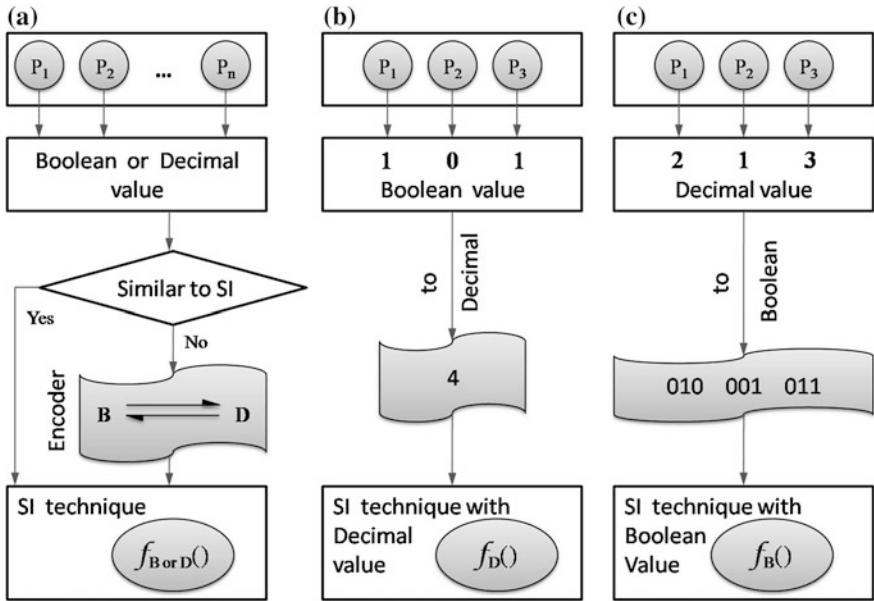 (a)
P1 P2 ... Pn
Boolean or Decimal
value
Similar to SI
Yes
No
Encoder
B D
SI technique
fB or D()
(b)
P1 P2 P3
1 0 1
Boolean value
to
Decimal
4
SI technique with
Decimal
value
fD()
(c)
P1 P2 P3
2 1 3
Decimal value
to
Boolean
010 001 011
SI technique with
Boolean
Value
fB()